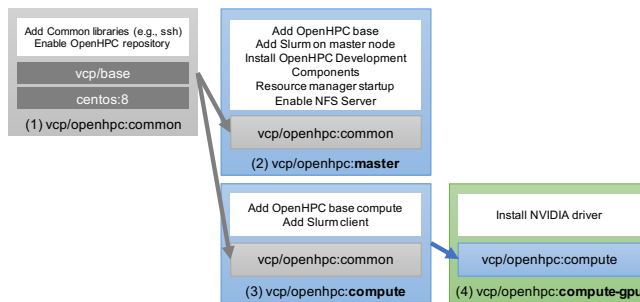 Add Common libraries (e.g., ssh)
Enable OpenHPC repository
vcp/base
centos:8
(1) vcp/openhpc:common
Add OpenHPC base
Add Slurm on master node
Install OpenHPC Development
Components
Resource manager startup
Enable NFS Server
vcp/openhpc:common
(2) vcp/openhpc:master
Add OpenHPC base compute
Add Slurm client
vcp/openhpc:common
(3) vcp/openhpc:compute
Install NVIDIA driver
vcp/openhpc:compute
(4) vcp/openhpc:compute-gpu